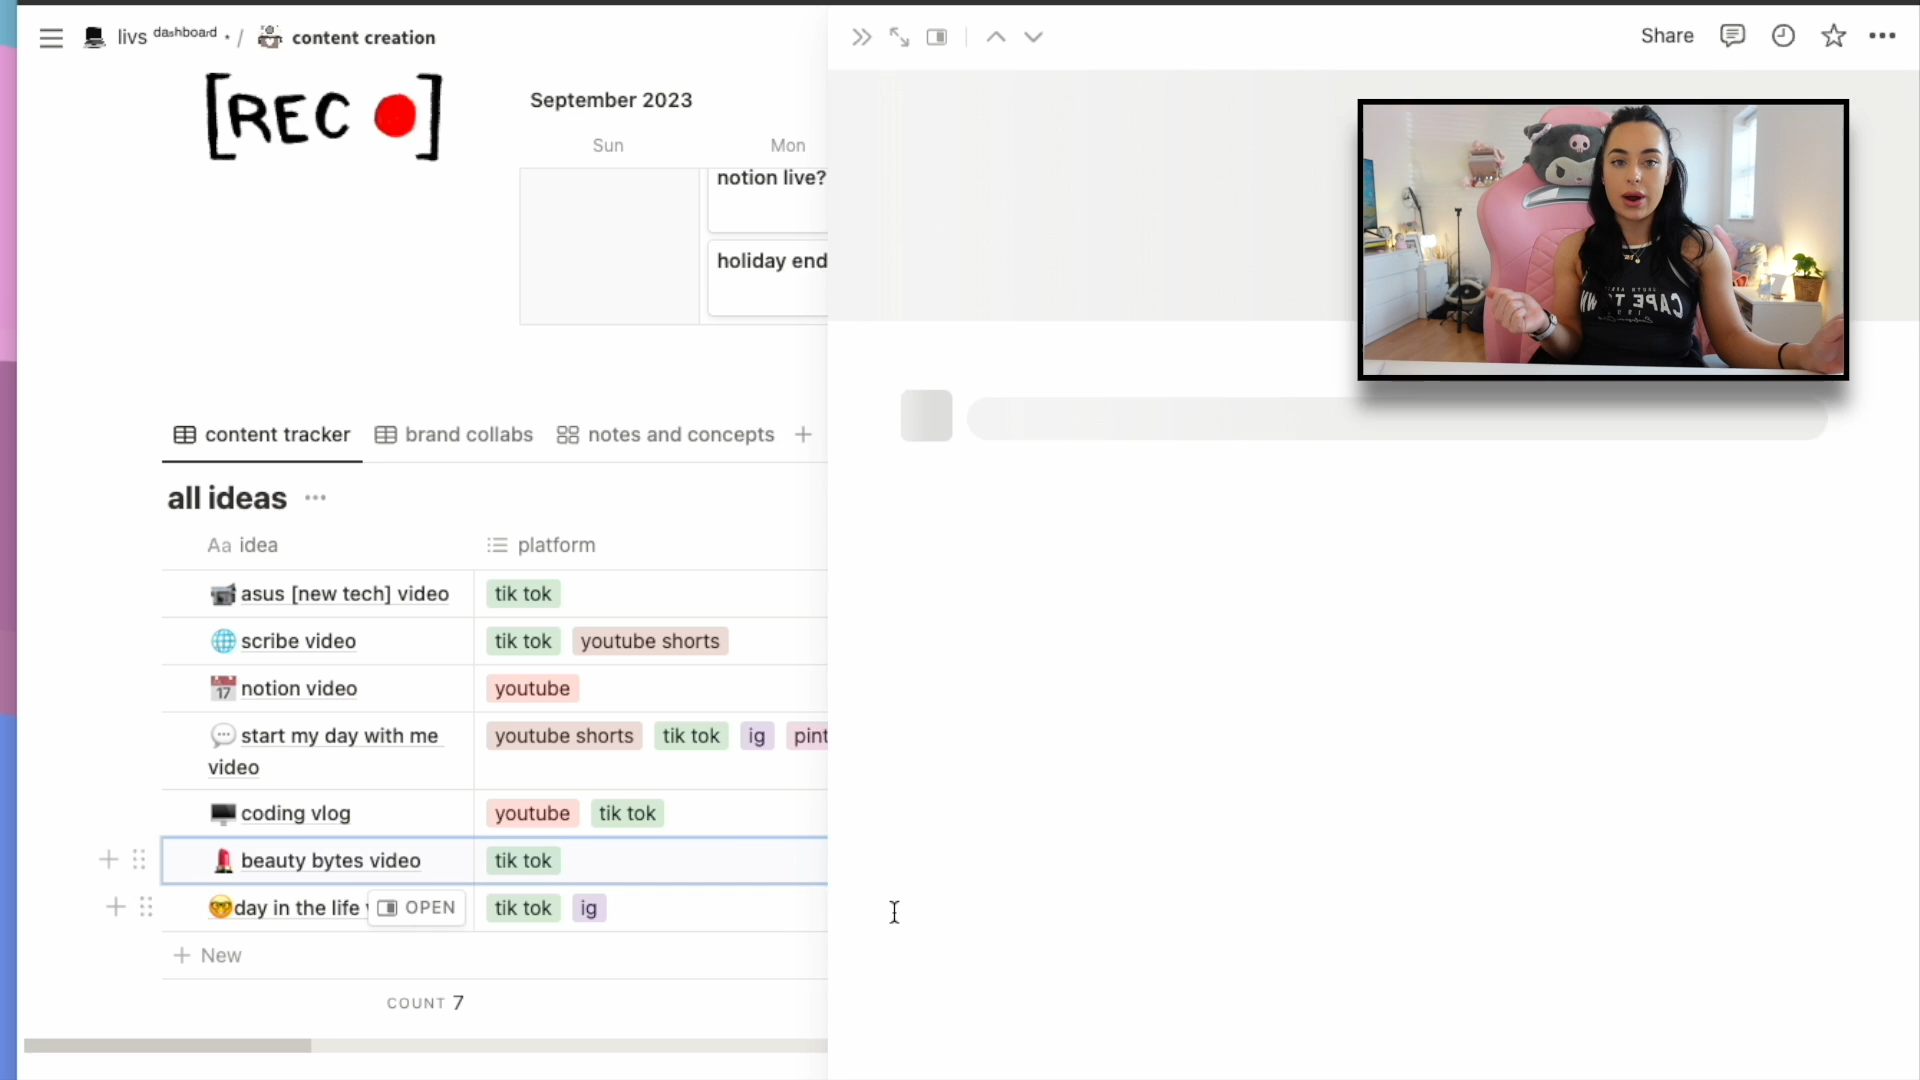 livs dashboard · / content creation
Share
[REC ]
September 2023
Sun Mon
notion live?
holiday end
content tracker brand collabs notes and concepts
all ideas
Aa idea platform
asus [new tech] video tik tok
scribe video tik tok youtube shorts
17 notion video youtube
start my day with me video youtube shorts tik tok ig pint
coding vlog youtube tik tok
beauty bytes video tik tok
day in the life OPEN tik tok ig
+ New
COUNT 7
CAPE T WN